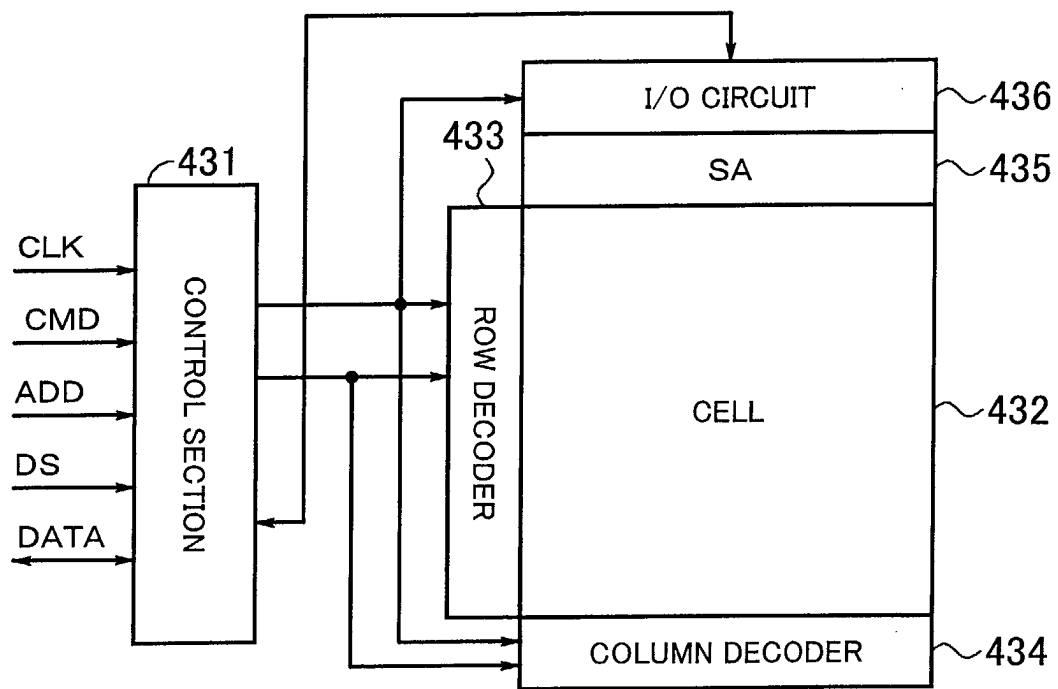 I/O CIRCUIT
436
433
SA
435
431
CLK
CMD
ADD
DS
DATA
CONTROL SECTION
ROW DECODER
CELL
432
COLUMN DECODER
434